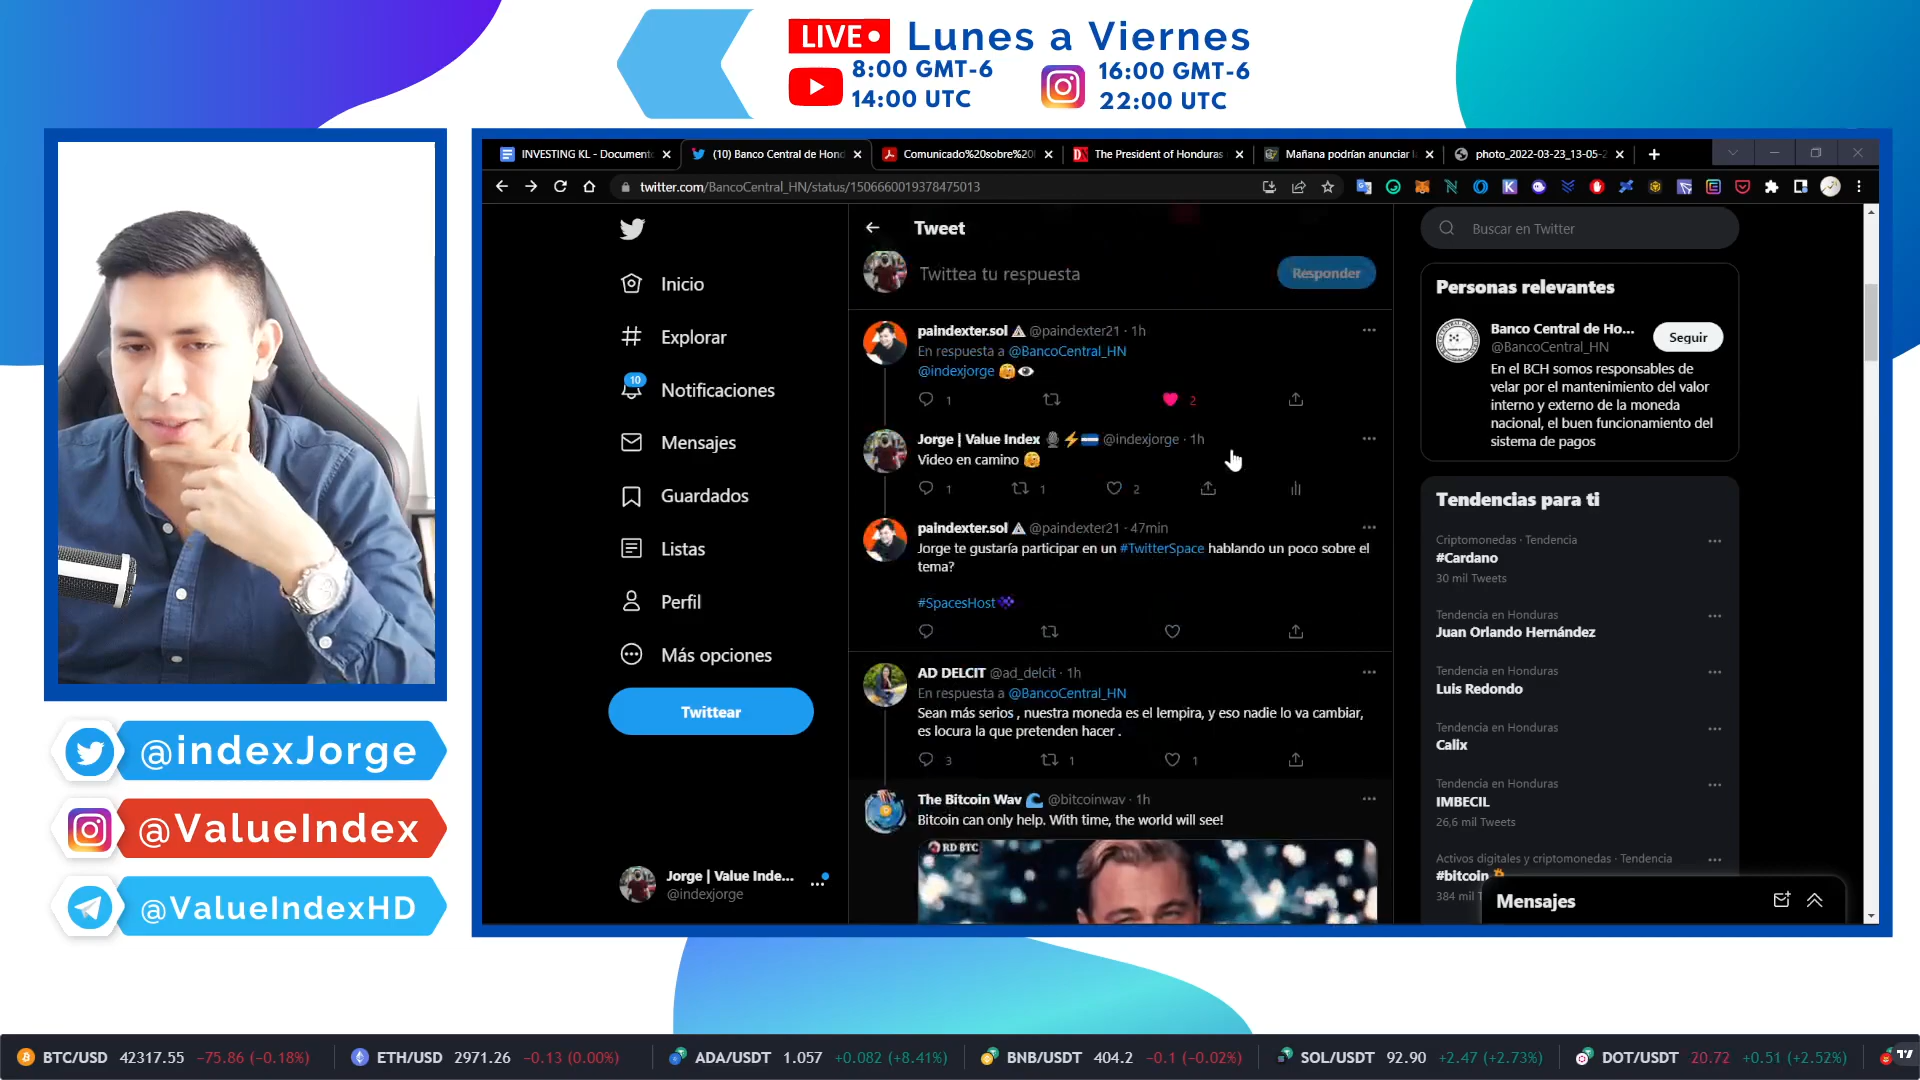 LIVE
Lunes a Viernes
8:00 GMT-6
14:00 UTC
16:00 GMT-6
22:00 UTC
INVESTING KL - Document
(10) Banco Central de Hond
Comunicado%20sobre%20
The President of Honduras
Mañana podrían anunciar l
photo_2022-03-23_13-05-2
twitter.com/BancoCentral_HN/status/1506660019378475013
Inicio
Explorar
10
Notificaciones
Mensajes
Guardados
Listas
Perfil
Más opciones
Twittear
Jorge | Value Inde...
@indexjorge
Tweet
Twittea tu respuesta
Responder
paindexter.sol @paindexter21 · 1h
En respuesta a @BancoCentral_HN
@indexjorge
1
2
Jorge | Value Index @indexjorge · 1h
Video en camino
1
1
2
paindexter.sol @paindexter21 · 47min
Jorge te gustaría participar en un #TwitterSpace hablando un poco sobre el
tema?
#SpacesHost
AD DELCIT @ad_delcit · 1h
En respuesta a @BancoCentral_HN
Sean más serios , nuestra moneda es el lempira, y eso nadie lo va cambiar,
es locura la que pretenden hacer .
3
1
1
The Bitcoin Wav @bitcoinwav · 1h
Bitcoin can only help. With time, the world will see!
RD BTC
Buscar en Twitter
Personas relevantes
Banco Central de Ho...
@BancoCentral_HN
Seguir
En el BCH somos responsables de
velar por el mantenimiento del valor
interno y externo de la moneda
nacional, el buen funcionamiento del
sistema de pagos
Tendencias para ti
Criptomonedas · Tendencia
#Cardano
30 mil Tweets
Tendencia en Honduras
Juan Orlando Hernández
Tendencia en Honduras
Luis Redondo
Tendencia en Honduras
Calix
Tendencia en Honduras
IMBECIL
26,6 mil Tweets
Activos digitales y criptomonedas · Tendencia
#bitcoin
384 mil T
Mensajes
@indexJorge
@ValueIndex
@ValueIndexHD
BTC/USD 42317.55 −75.86 (−0.18%)
ETH/USD 2971.26 −0.13 (0.00%)
ADA/USDT 1.057 +0.082 (+8.41%)
BNB/USDT 404.2 −0.1 (−0.02%)
SOL/USDT 92.90 +2.47 (+2.73%)
DOT/USDT 20.72 +0.51 (+2.52%)